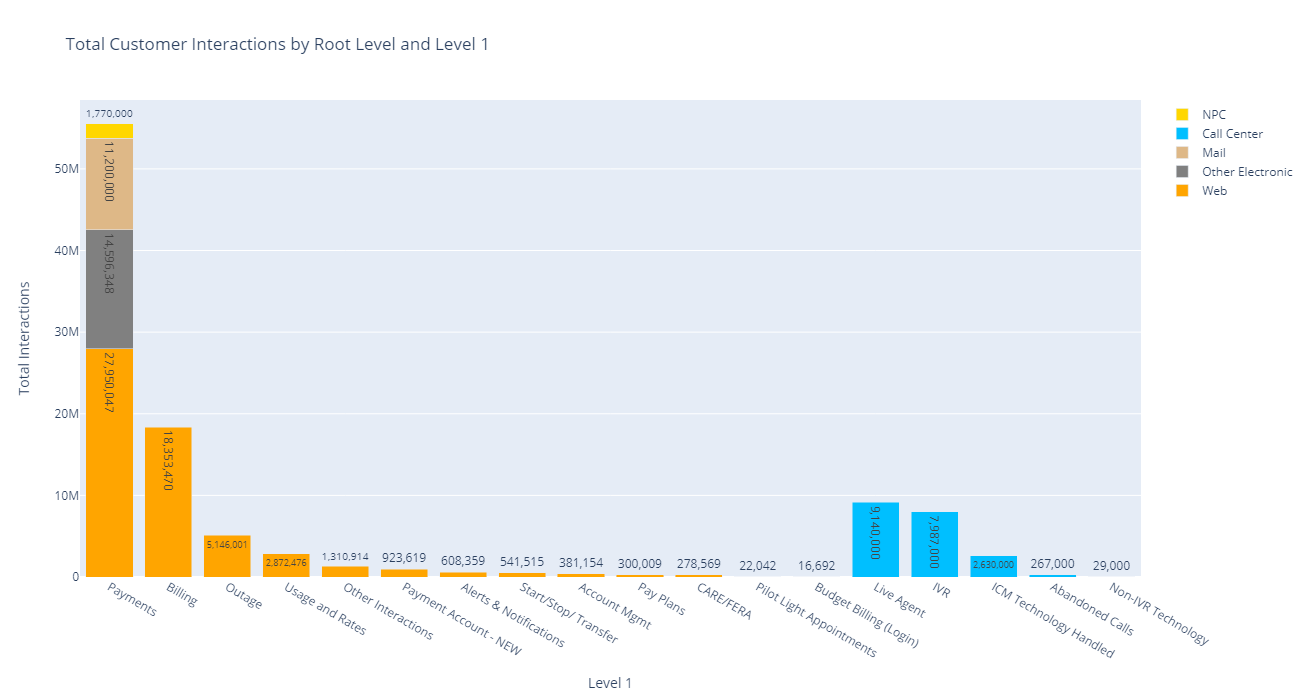 Total Customer Interactions by Root Level and Level 1
1,770,000
11,200,000
14,596,348
27,950,047
18,353,470
5,146,001
2,872,476
1,310,914
923,619
608,359
541,515
381,154
300,009
278,569
22,042
16,692
9,140,000
7,987,000
2,630,000
267,000
29,000
50M
40M
30M
20M
10M
0
Total Interactions
Payments
Billing
Outage
Usage and Rates
Other Interactions
Payment Account - NEW
Alerts & Notifications
Start/Stop/ Transfer
Account Mgmt
Pay Plans
CARE/FERA
Pilot Light Appointments
Budget Billing (Login)
Live Agent
IVR
ICM Technology Handled
Abandoned Calls
Non-IVR Technology
Level 1
NPC
Call Center
Mail
Other Electronic
Web